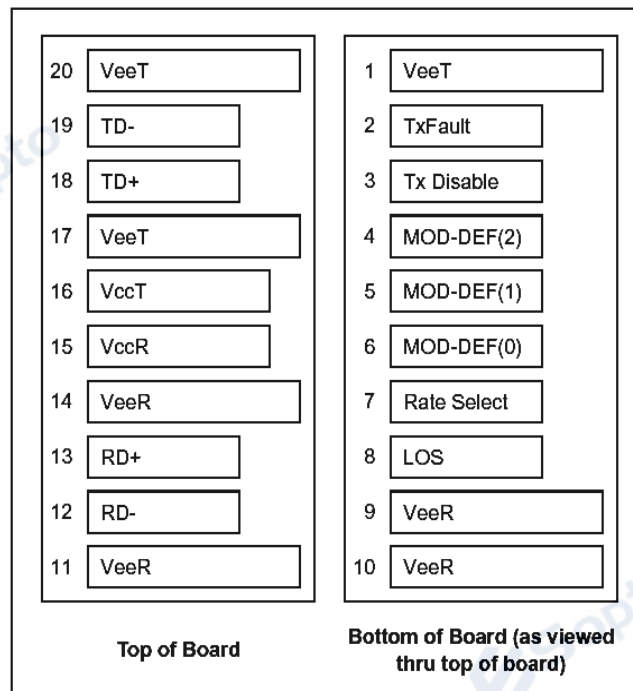 20 VeeT
19 TD-
18 TD+
17 VeeT
16 VccT
15 VccR
14 VeeR
13 RD+
12 RD-
11 VeeR
Top of Board
1 VeeT
2 TxFault
3 Tx Disable
4 MOD-DEF(2)
5 MOD-DEF(1)
6 MOD-DEF(0)
7 Rate Select
8 LOS
9 VeeR
10 VeeR
Bottom of Board (as viewed
thru top of board)